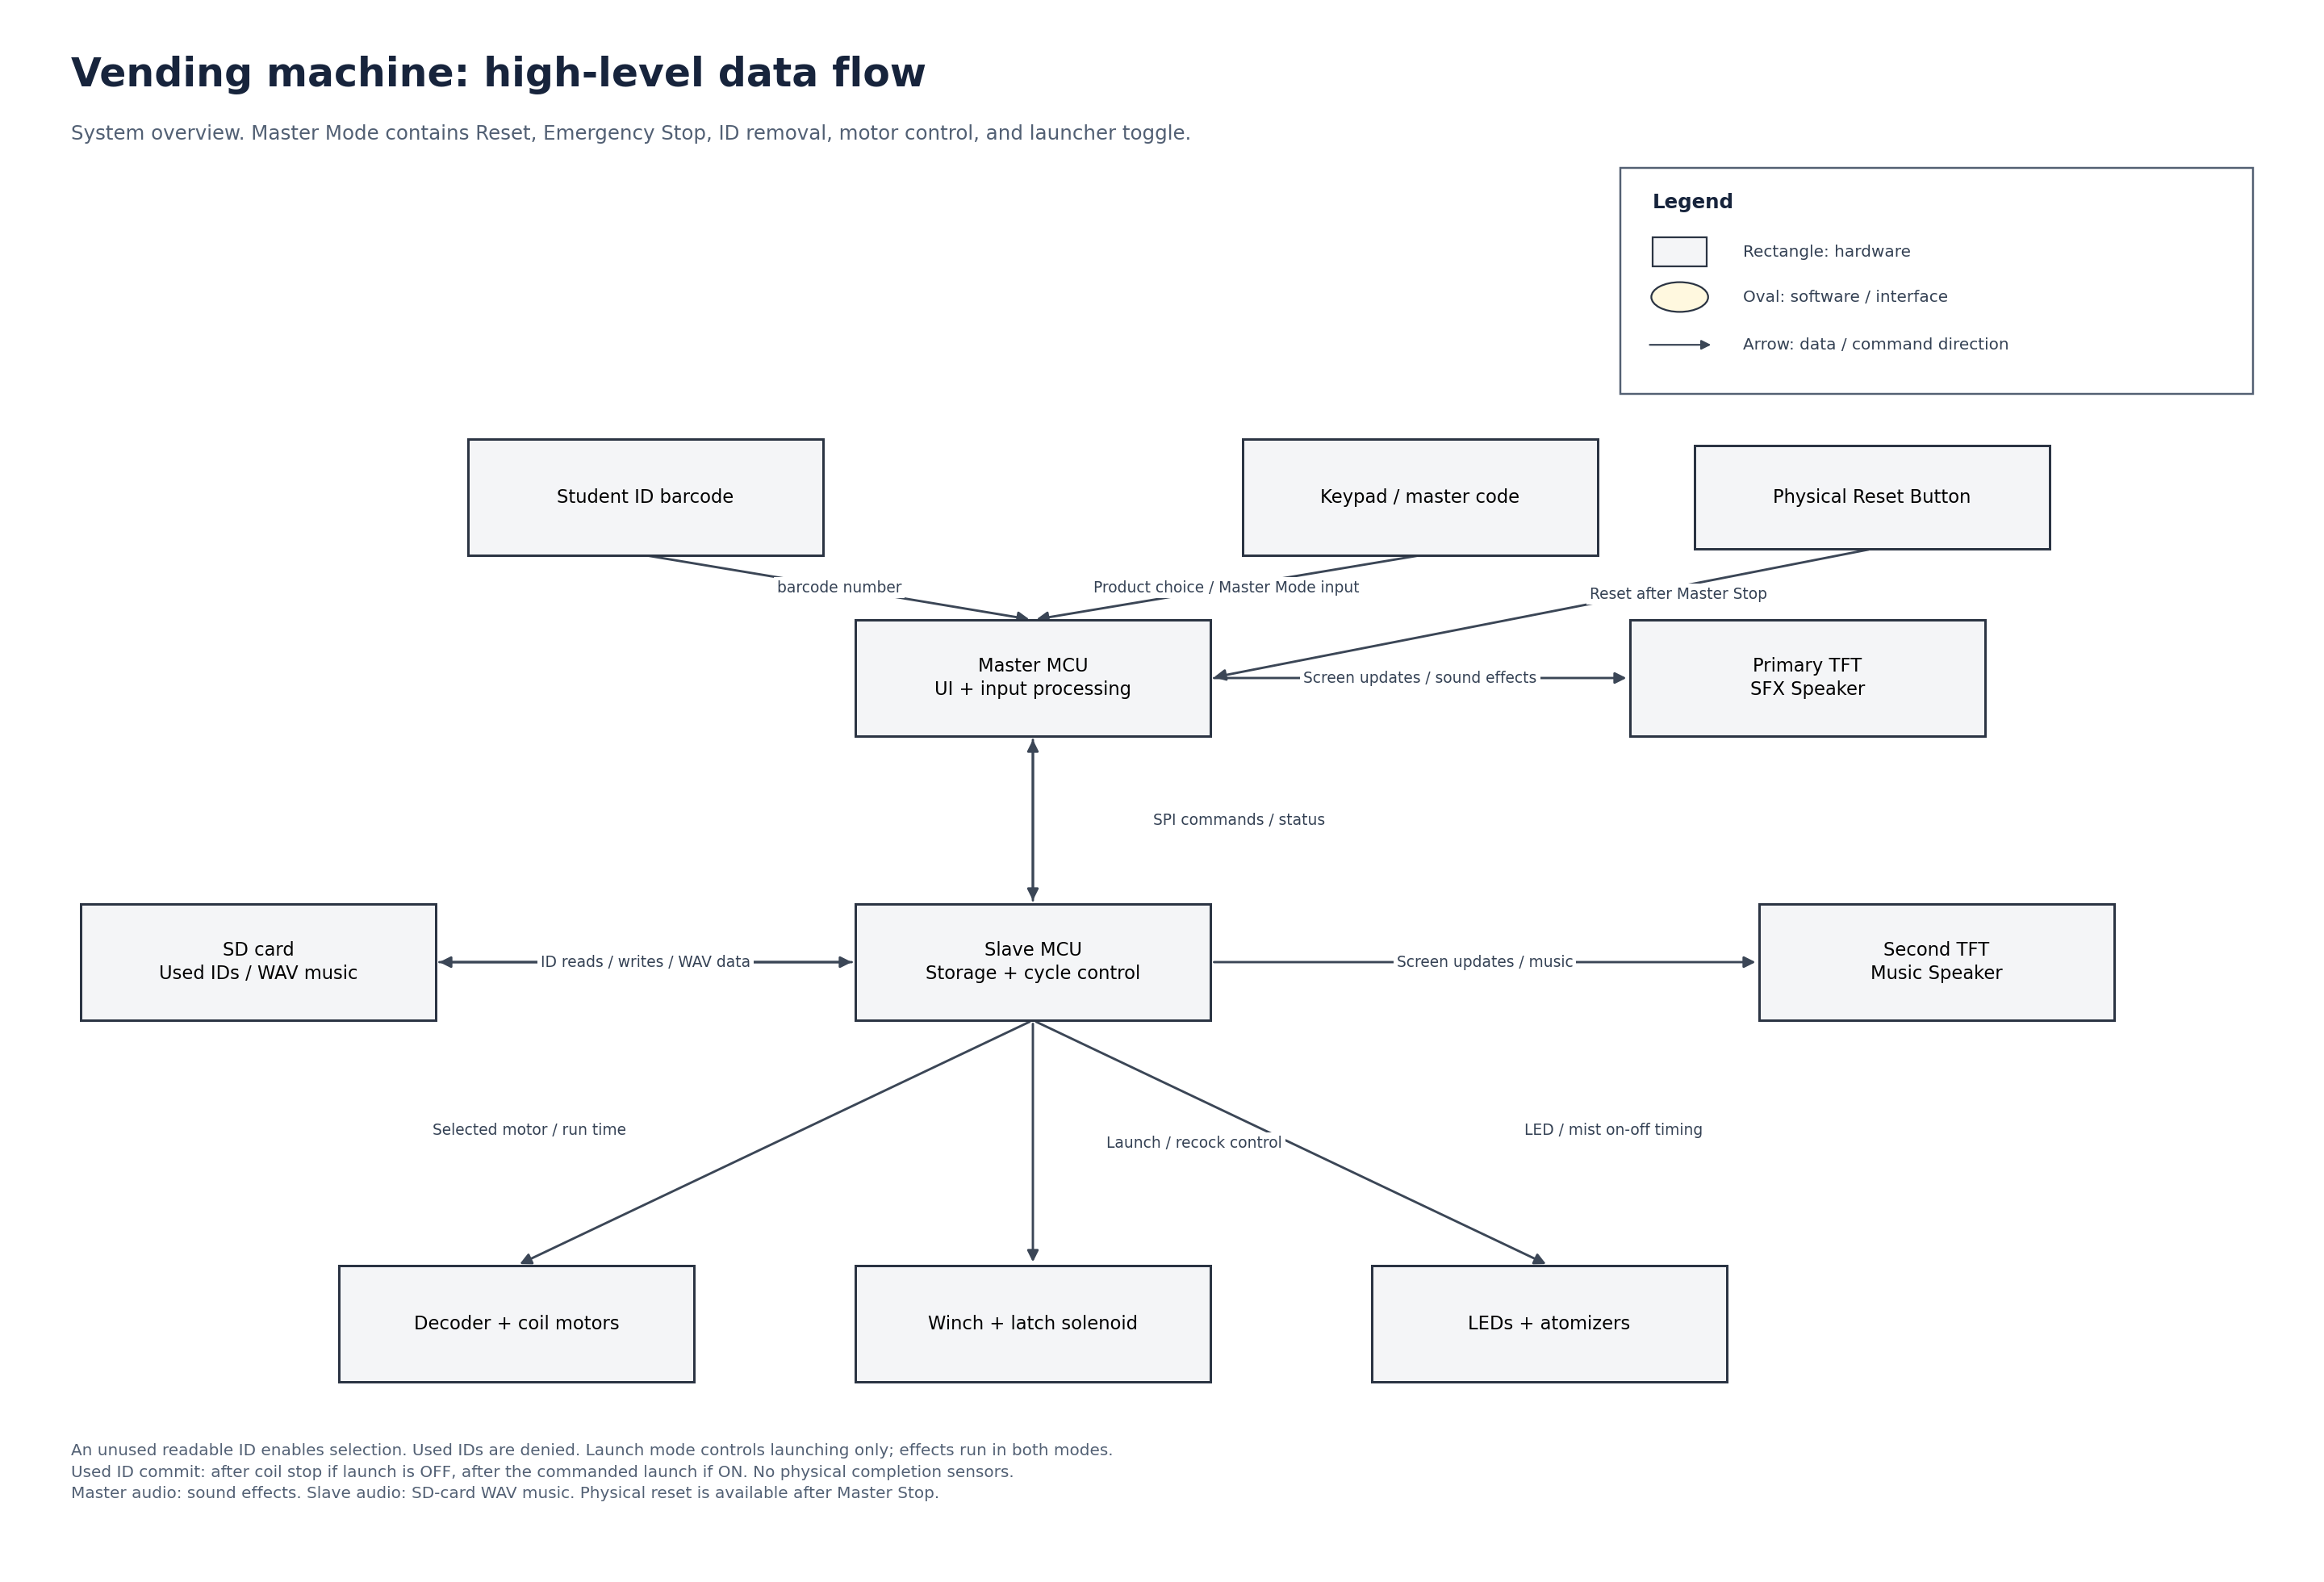 Vending machine: high-level data flow
System overview. Master Mode contains Reset, Emergency Stop, ID removal, motor control, and launcher toggle.
Legend
Rectangle: hardware
Oval: software / interface
Arrow: data / command direction
Student ID barcode
Keypad / master code
Physical Reset Button
barcode number
Product choice / Master Mode input
Reset after Master Stop
Master MCU
UI + input processing
Screen updates / sound effects
Primary TFT
SFX Speaker
SPI commands / status
SD card
Used IDs / WAV music
ID reads / writes / WAV data
Slave MCU
Storage + cycle control
Screen updates / music
Second TFT
Music Speaker
Selected motor / run time
Launch / recock control
LED / mist on-off timing
Decoder + coil motors
Winch + latch solenoid
LEDs + atomizers
An unused readable ID enables selection. Used IDs are denied. Launch mode controls launching only; effects run in both modes.
Used ID commit: after coil stop if launch is OFF, after the commanded launch if ON. No physical completion sensors.
Master audio: sound effects. Slave audio: SD-card WAV music. Physical reset is available after Master Stop.